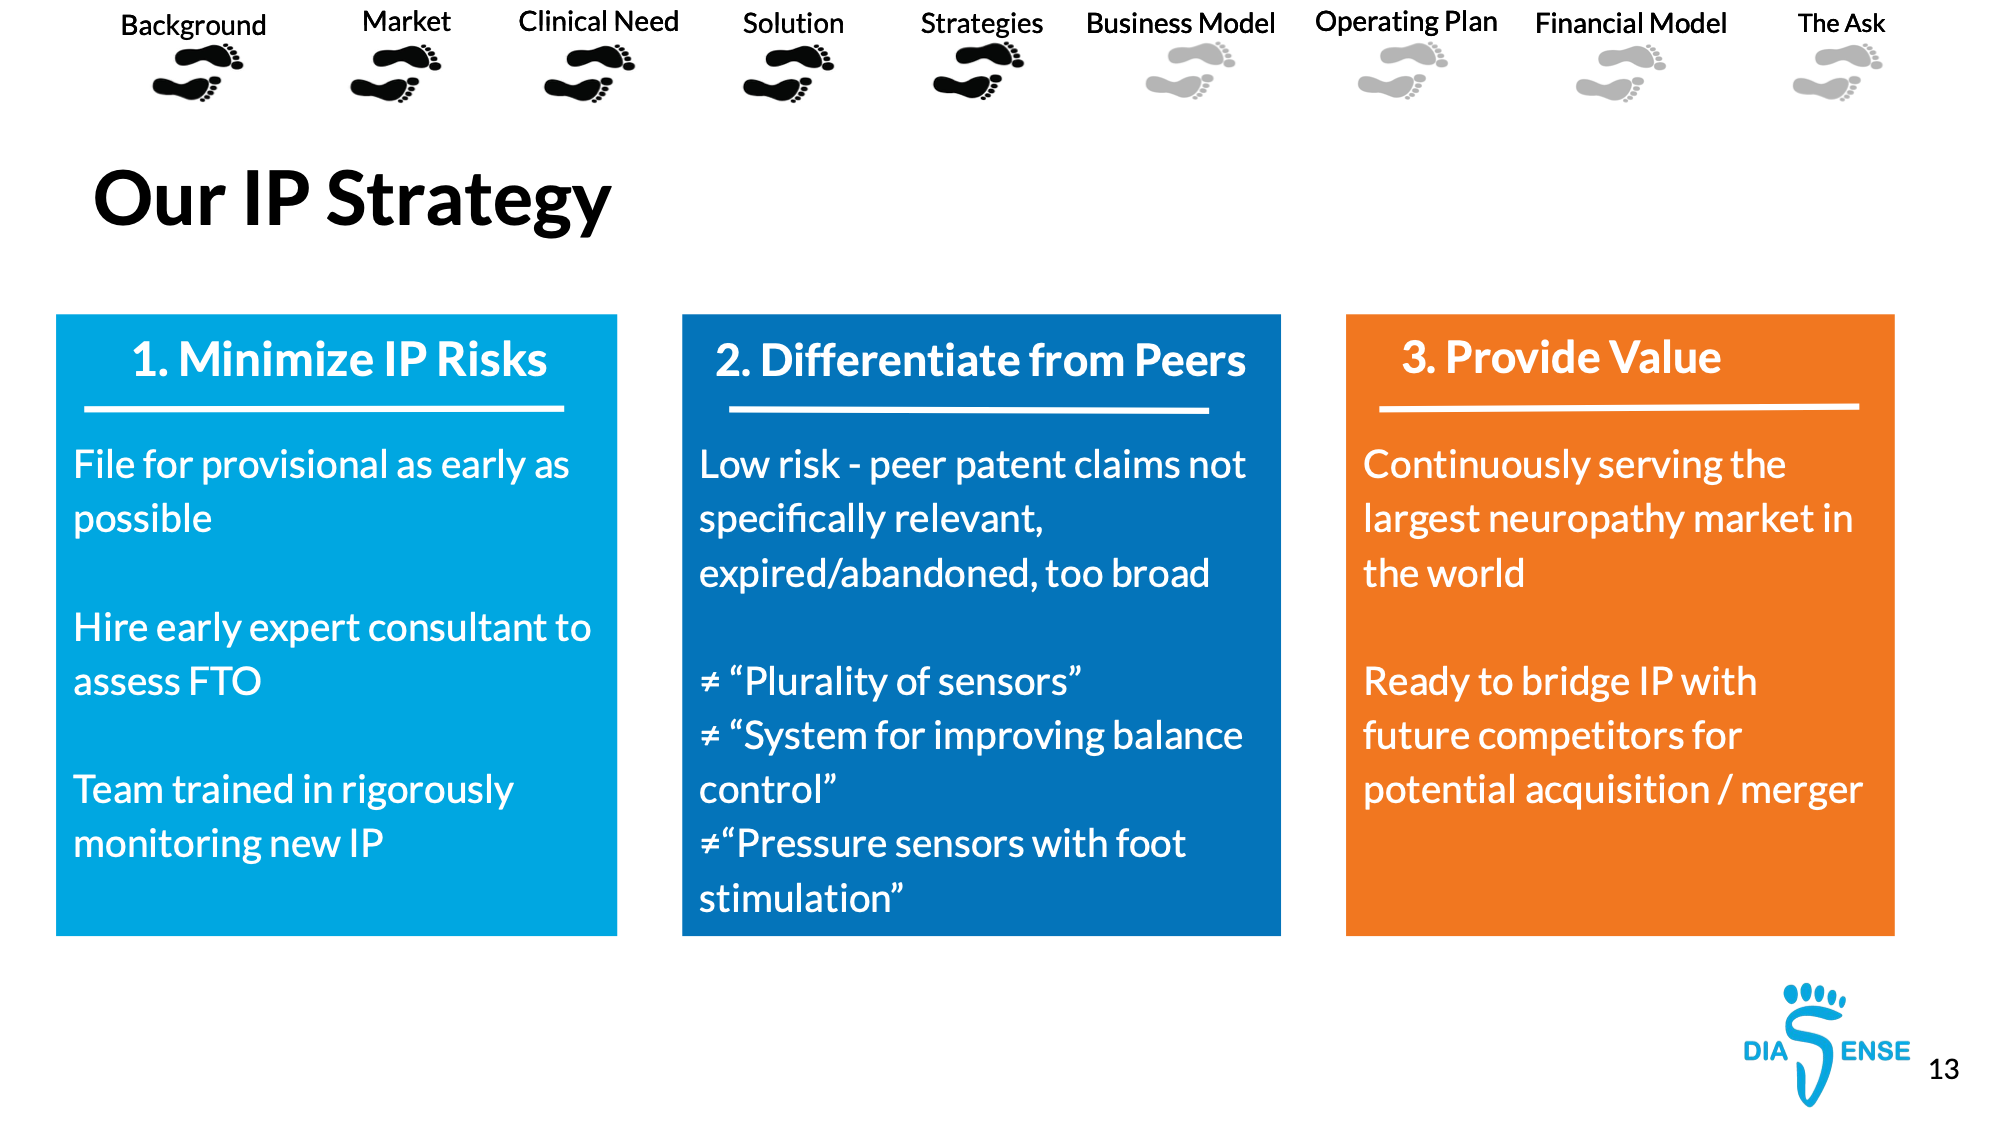 Background Market Clinical Need Solution Strategies Business Model Operating Plan Financial Model The Ask
Our IP Strategy
1. Minimize IP Risks
File for provisional as early as
possible
Hire early expert consultant to
assess FTO
Team trained in rigorously
monitoring new IP
2. Differentiate from Peers
Low risk - peer patent claims not
specifically relevant,
expired/abandoned, too broad
≠ “Plurality of sensors”
≠ “System for improving balance
control”
≠“Pressure sensors with foot
stimulation”
3. Provide Value
Continuously serving the
largest neuropathy market in
the world
Ready to bridge IP with
future competitors for
potential acquisition / merger
DIASENSE
13